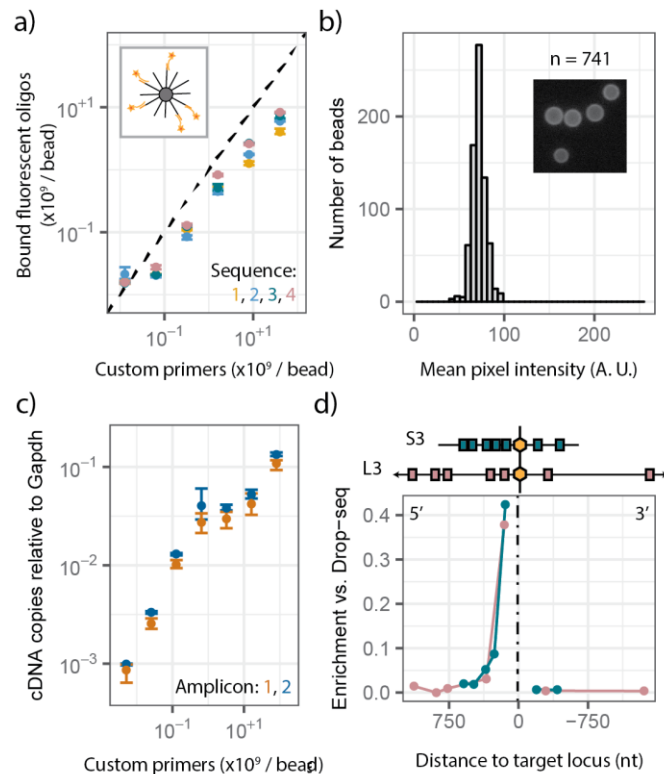 a)
Bound fluorescent oligos
(x10⁹ / bead)
10+1
10−1
Sequence:
1, 2, 3, 4
10−1
10+1
Custom primers (x10⁹ / bead)
b)
n = 741
Number of beads
200
100
0
0
100
200
Mean pixel intensity (A. U.)
c)
cDNA copies relative to Gapdh
10−1
10−2
10−3
Amplicon: 1, 2
10−1
10+1
Custom primers (x10⁹ / bead)
d)
S3
L3
5’
3’
Enrichment vs. Drop−seq
0.4
0.3
0.2
0.1
0.0
750
0
−750
Distance to target locus (nt)